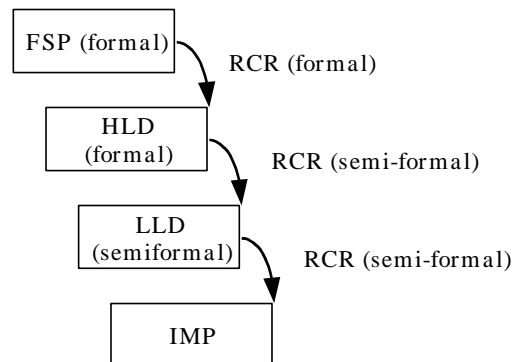 FSP (formal)
RCR (formal)
HLD
(formal)
RCR (semi-formal)
LLD
(semiformal)
RCR (semi-formal)
IMP